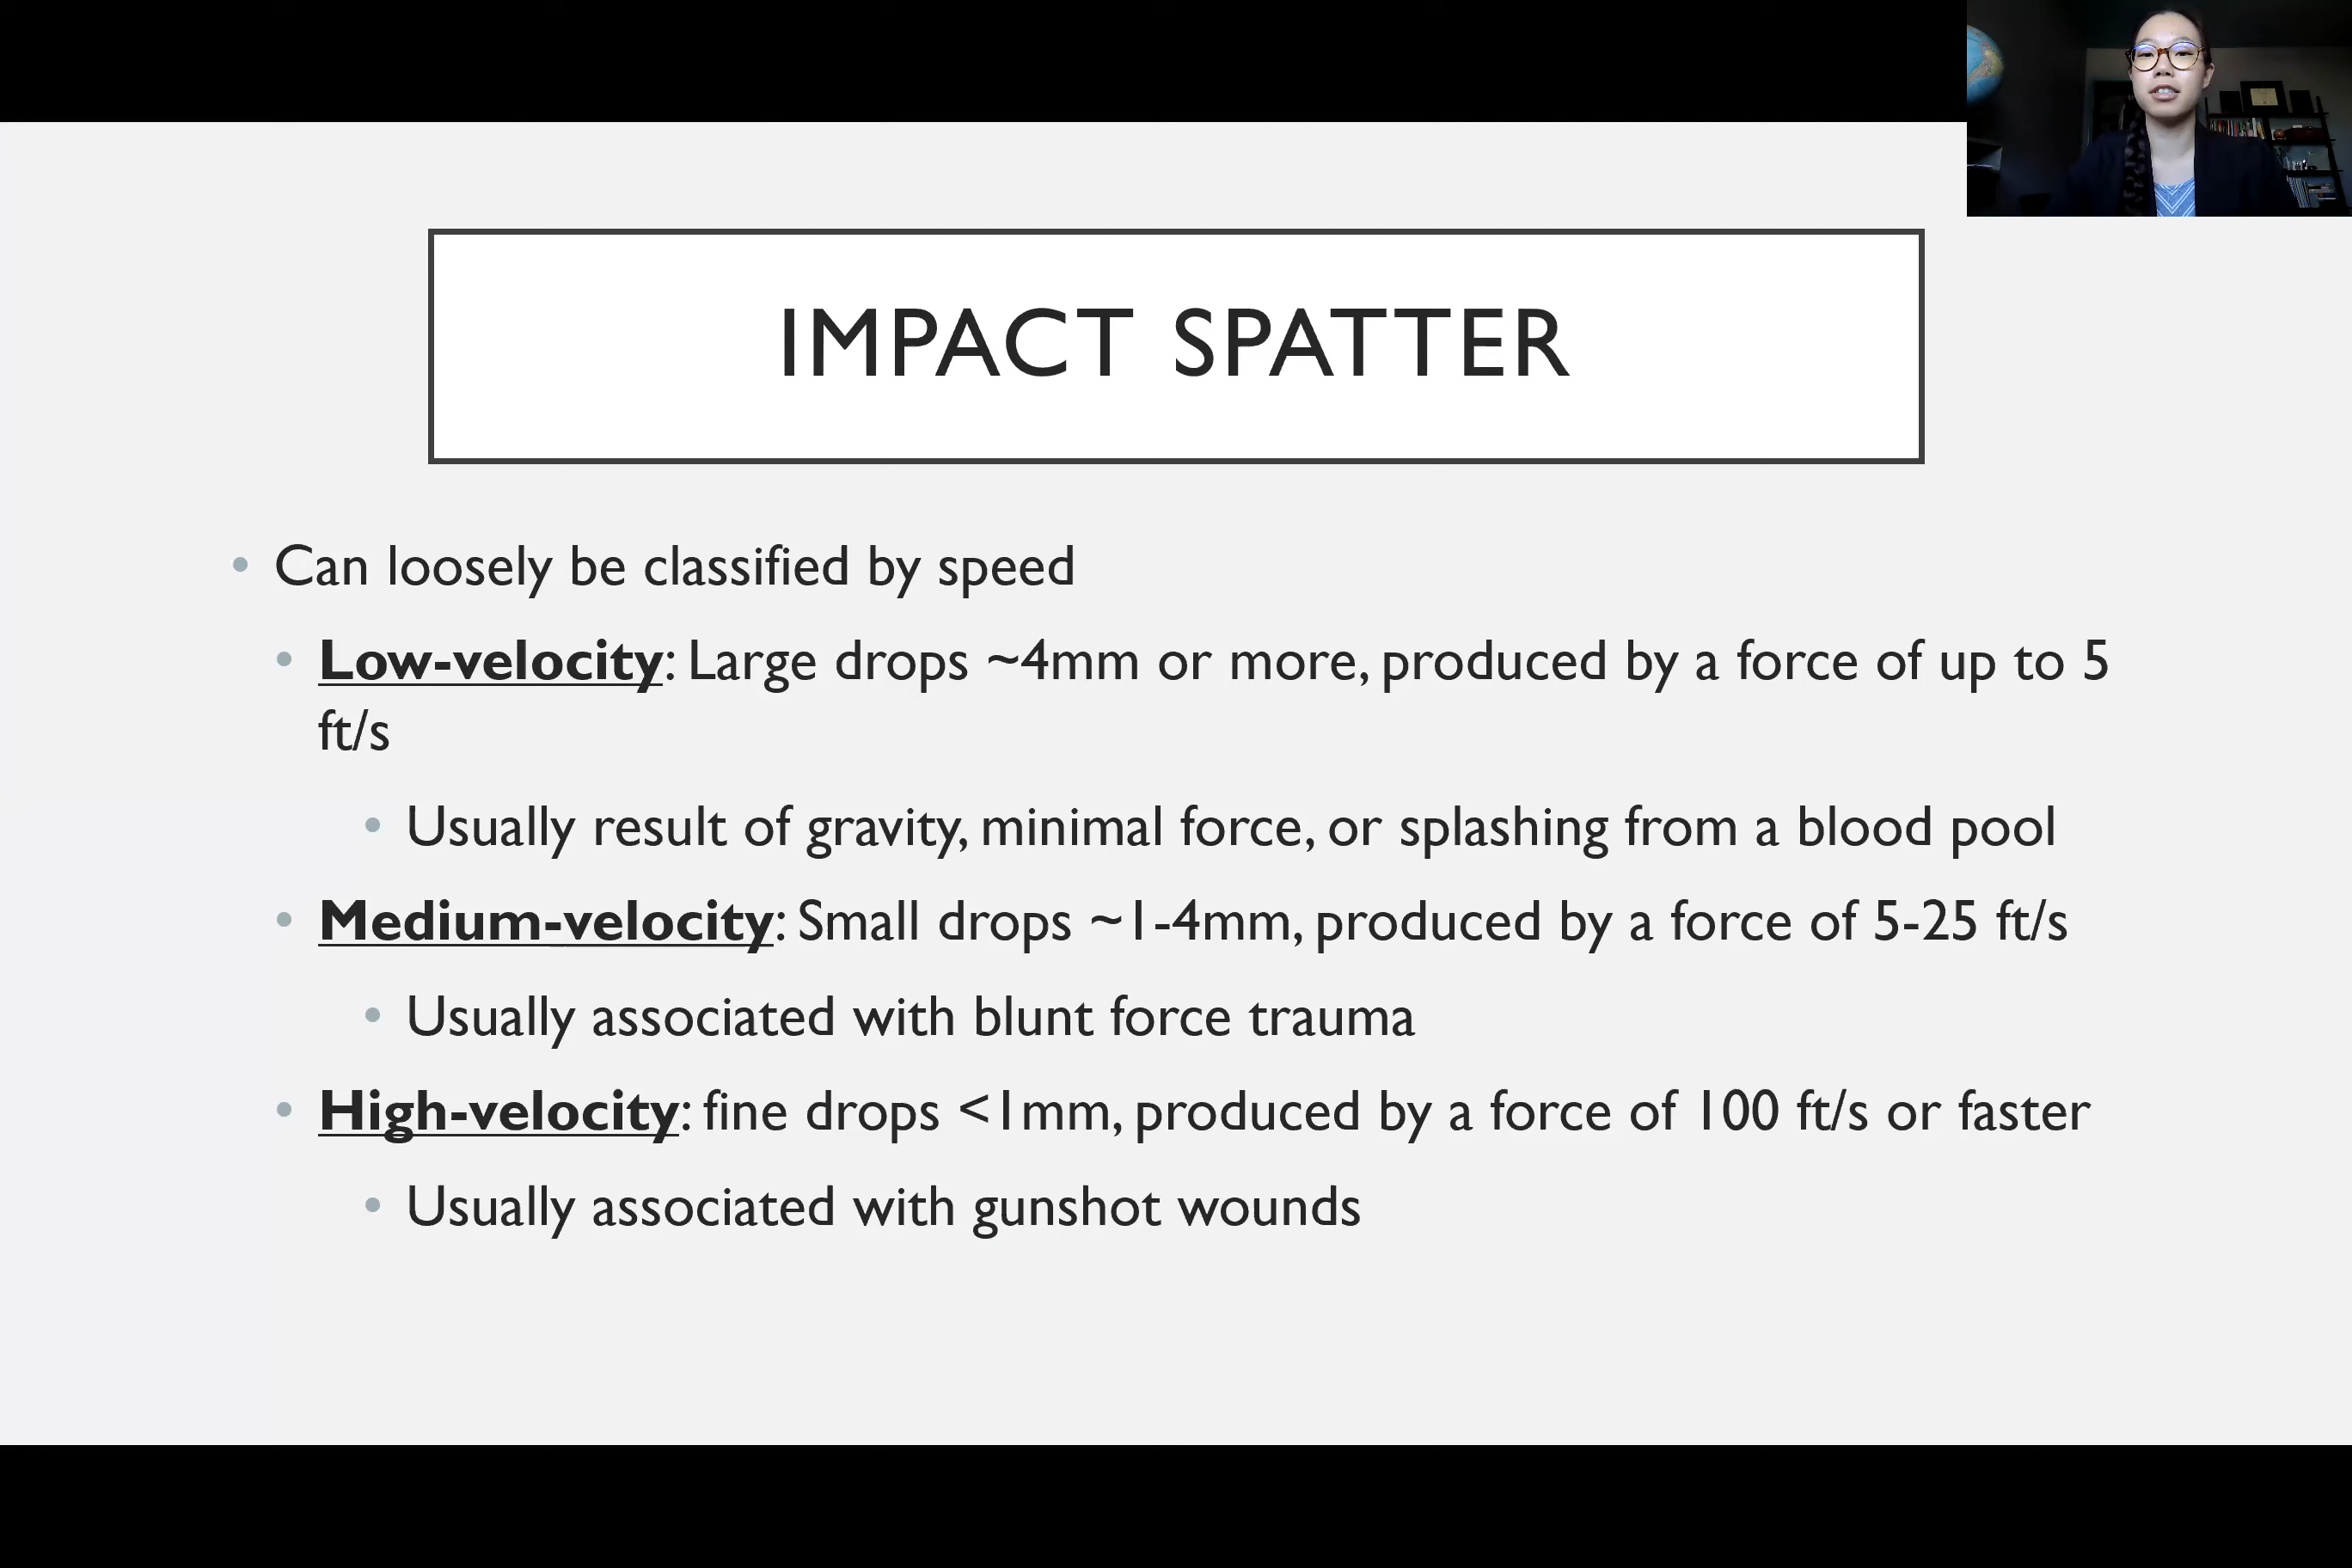 IMPACT SPATTER
• Can loosely be classified by speed
• Low-velocity: Large drops ~4mm or more, produced by a force of up to 5
ft/s
• Usually result of gravity, minimal force, or splashing from a blood pool
• Medium-velocity: Small drops ~1-4mm, produced by a force of 5-25 ft/s
• Usually associated with blunt force trauma
• High-velocity: fine drops <1mm, produced by a force of 100 ft/s or faster
• Usually associated with gunshot wounds